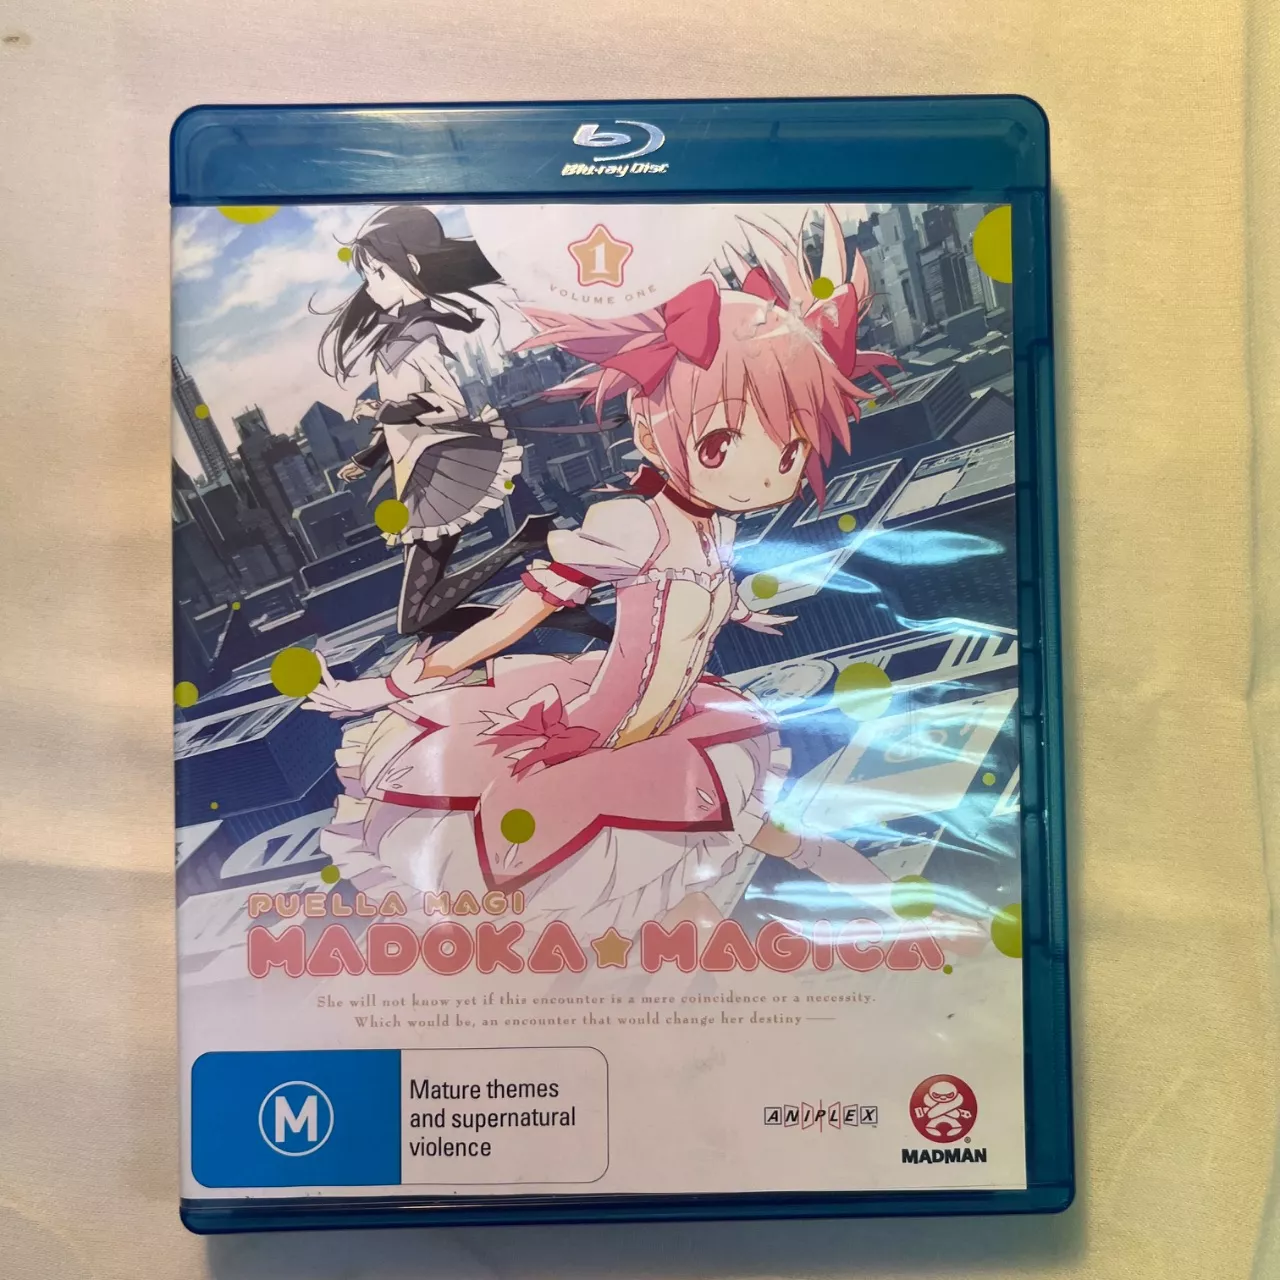 Blu-ray Disc
1
VOLUME ONE
PUELLA MAGI
MADOKA★MAGICA
She will not know yet if this encounter is a mere coincidence or a necessity.
Which would be, an encounter that would change her destiny ——
M
Mature themes
and supernatural
violence
ANIPLEX
MADMAN